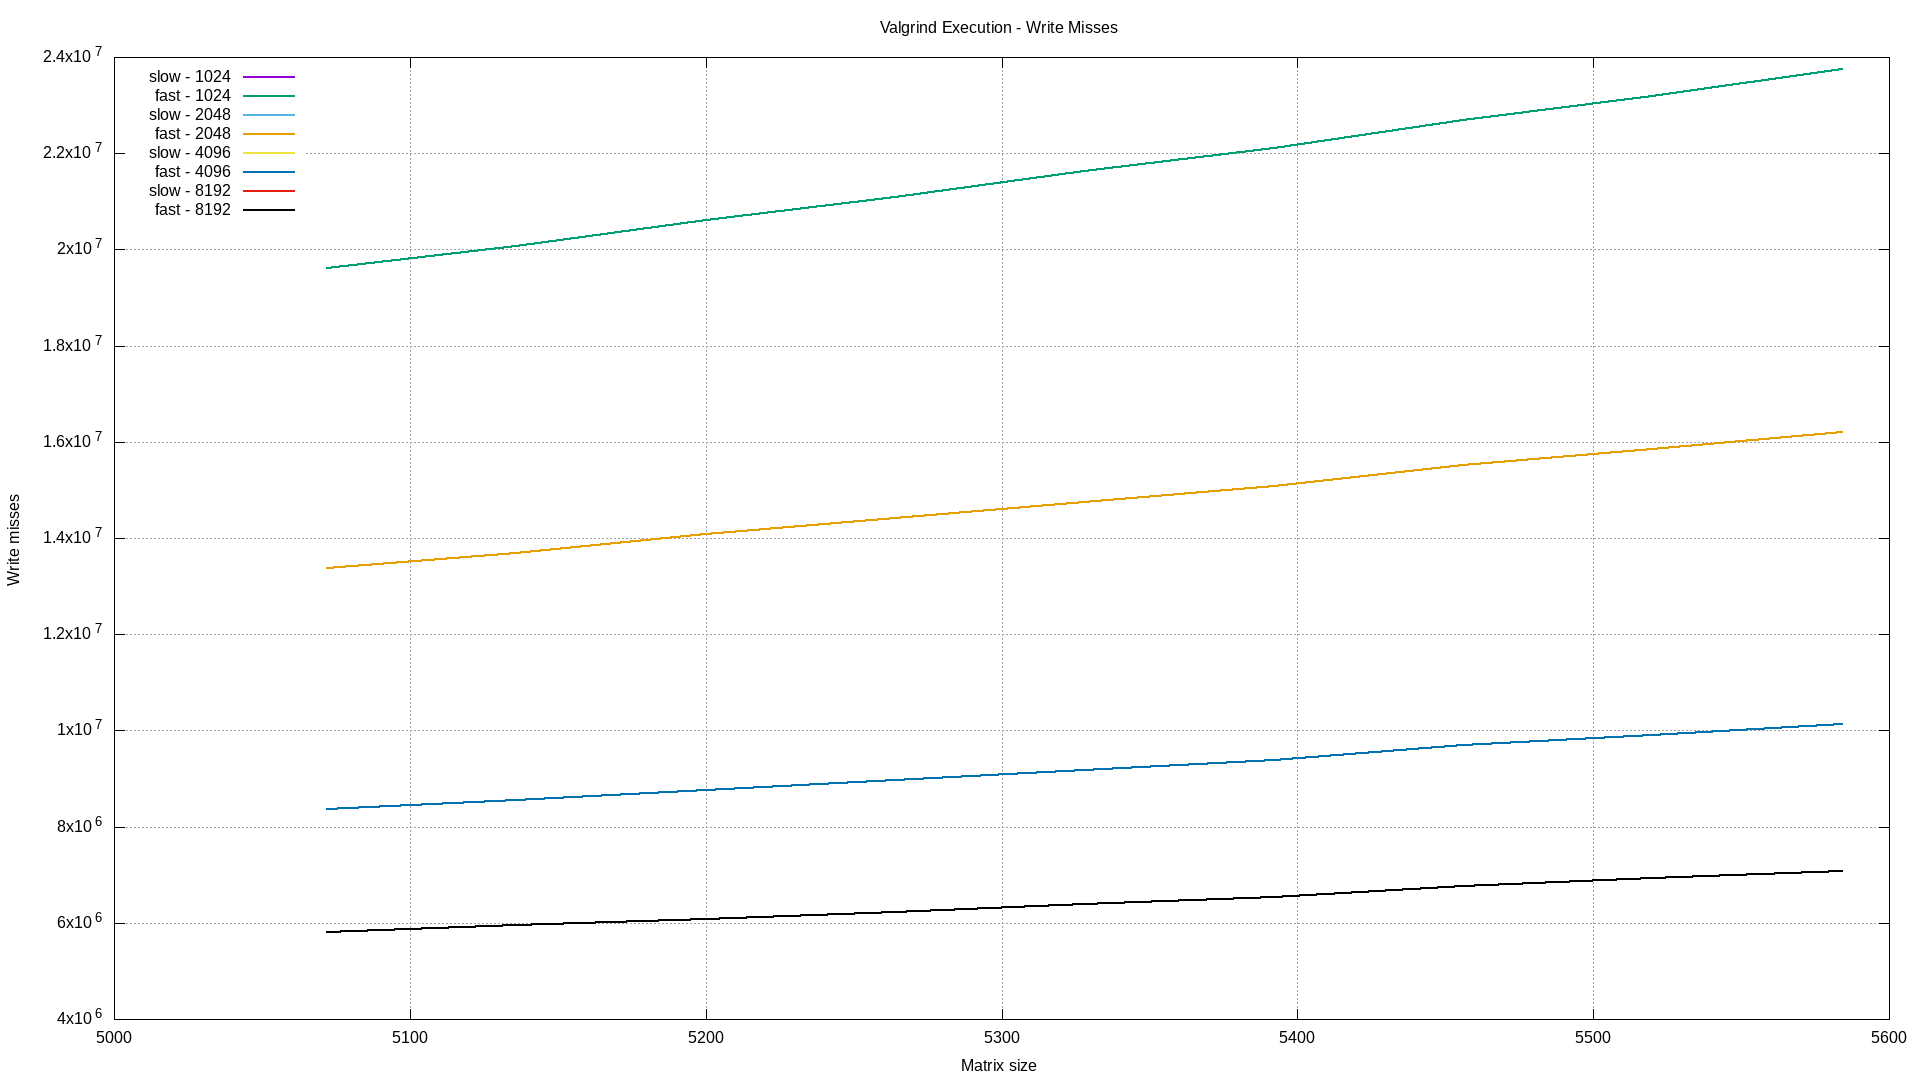 Valgrind Execution - Write Misses
2.4x10 7
2.2x10 7
2x10 7
1.8x10 7
1.6x10 7
1.4x10 7
1.2x10 7
1x10 7
8x10 6
6x10 6
4x10 6
slow - 1024
fast - 1024
slow - 2048
fast - 2048
slow - 4096
fast - 4096
slow - 8192
fast - 8192
Write misses
5000 5100 5200 5300 5400 5500 5600
Matrix size